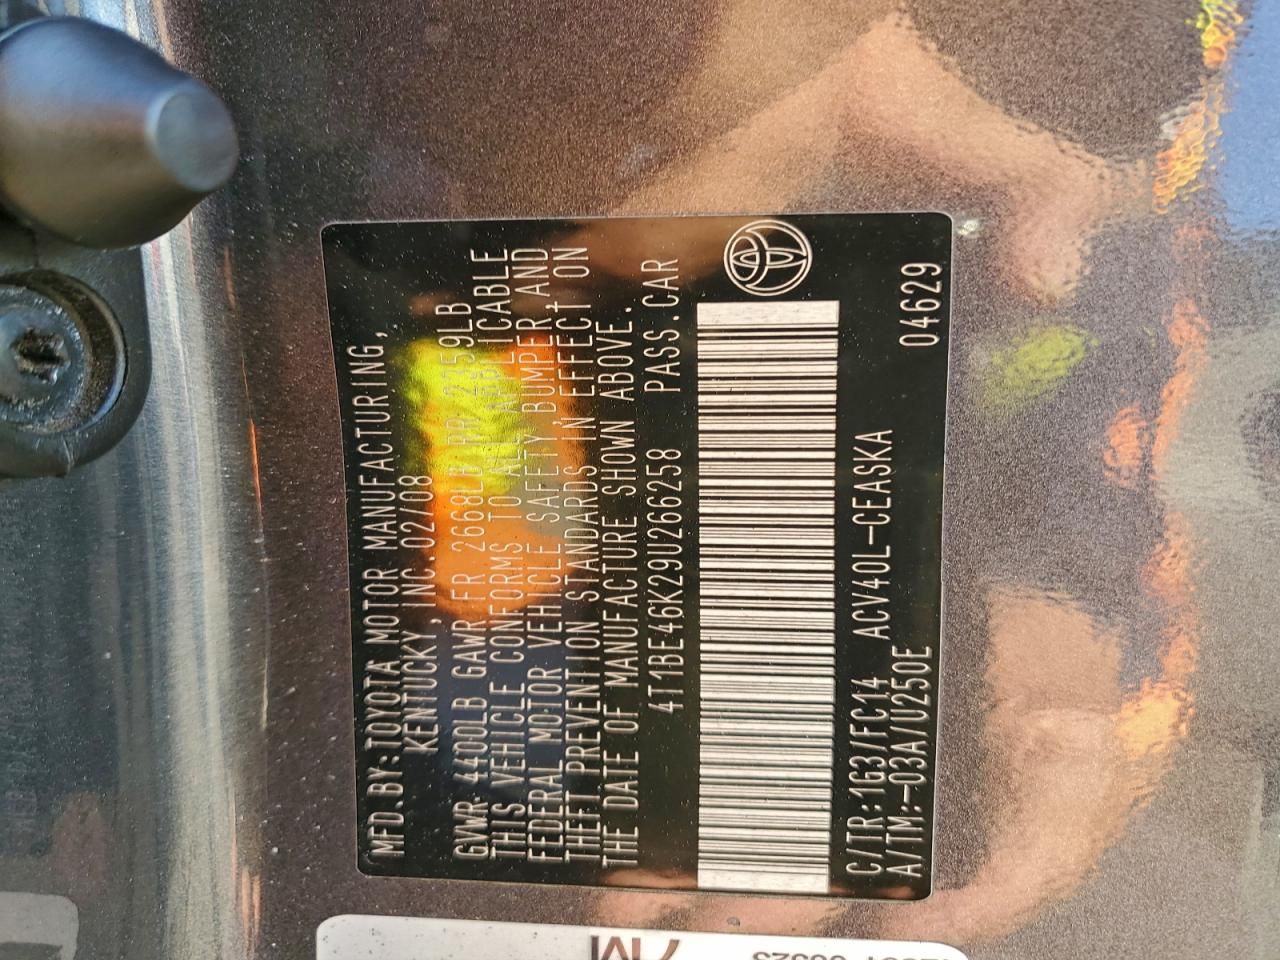 MFD.BY:TOYOTA MOTOR MANUFACTURING,
KENTUCKY,INC.02/08
GVWR 4400LB GAWR FR 2668LB RR 2359LB
THIS VEHICLE CONFORMS TO ALL APPLICABLE
FEDERAL MOTOR VEHICLE SAFETY,BUMPER,AND
THEFT PREVENTION STANDARDS IN EFFECT ON
THE DATE OF MANUFACTURE SHOWN ABOVE.
4T1BE46K29U266258 PASS.CAR
C/TR:1G3/FC14 ACV40L-CEASKA 04629
A/TM:-03A/U250E